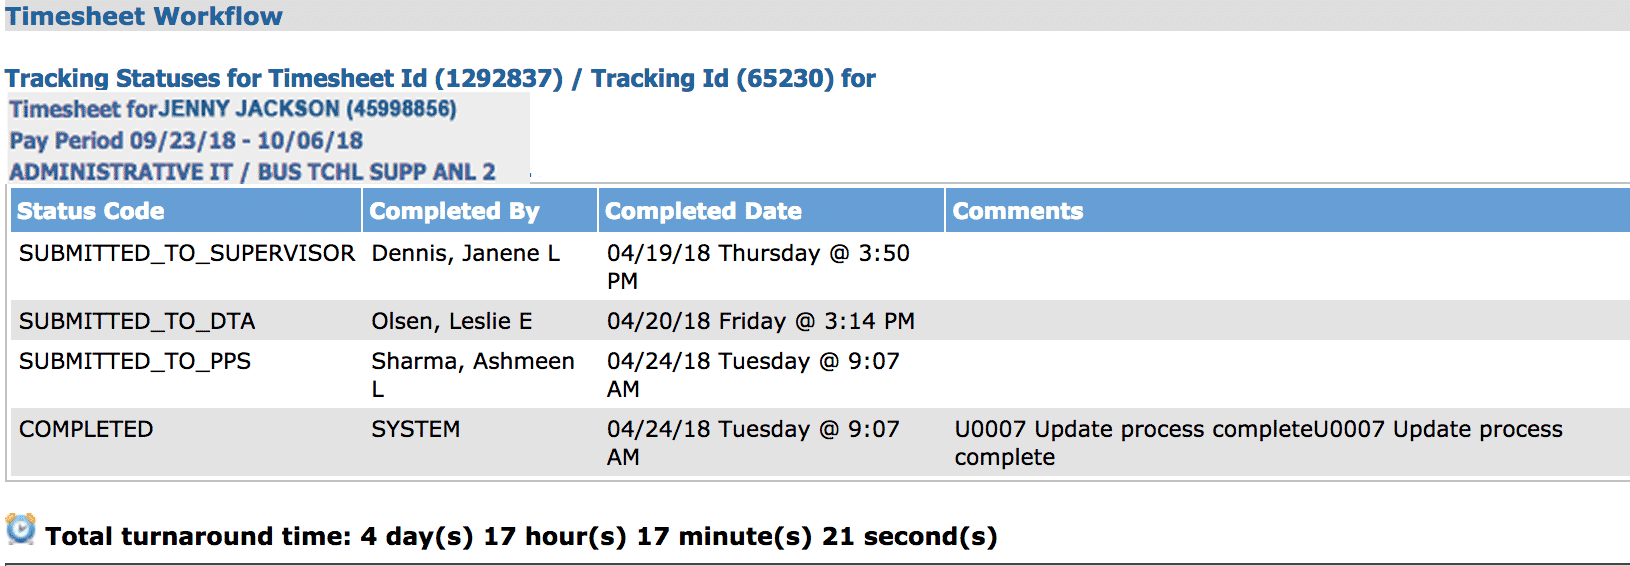 Timesheet Workflow
Tracking Statuses for Timesheet Id (1292837) / Tracking Id (65230) for
Timesheet forJENNY JACKSON (45998856)
Pay Period 09/23/18 - 10/06/18
ADMINISTRATIVE IT / BUS TCHL SUPP ANL 2
Status Code Completed By Completed Date Comments
SUBMITTED_TO_SUPERVISOR Dennis, Janene L 04/19/18 Thursday @ 3:50
PM
SUBMITTED_TO_DTA Olsen, Leslie E 04/20/18 Friday @ 3:14 PM
SUBMITTED_TO_PPS Sharma, Ashmeen 04/24/18 Tuesday @ 9:07
L AM
COMPLETED SYSTEM 04/24/18 Tuesday @ 9:07 U0007 Update process completeU0007 Update process
AM complete
Total turnaround time: 4 day(s) 17 hour(s) 17 minute(s) 21 second(s)